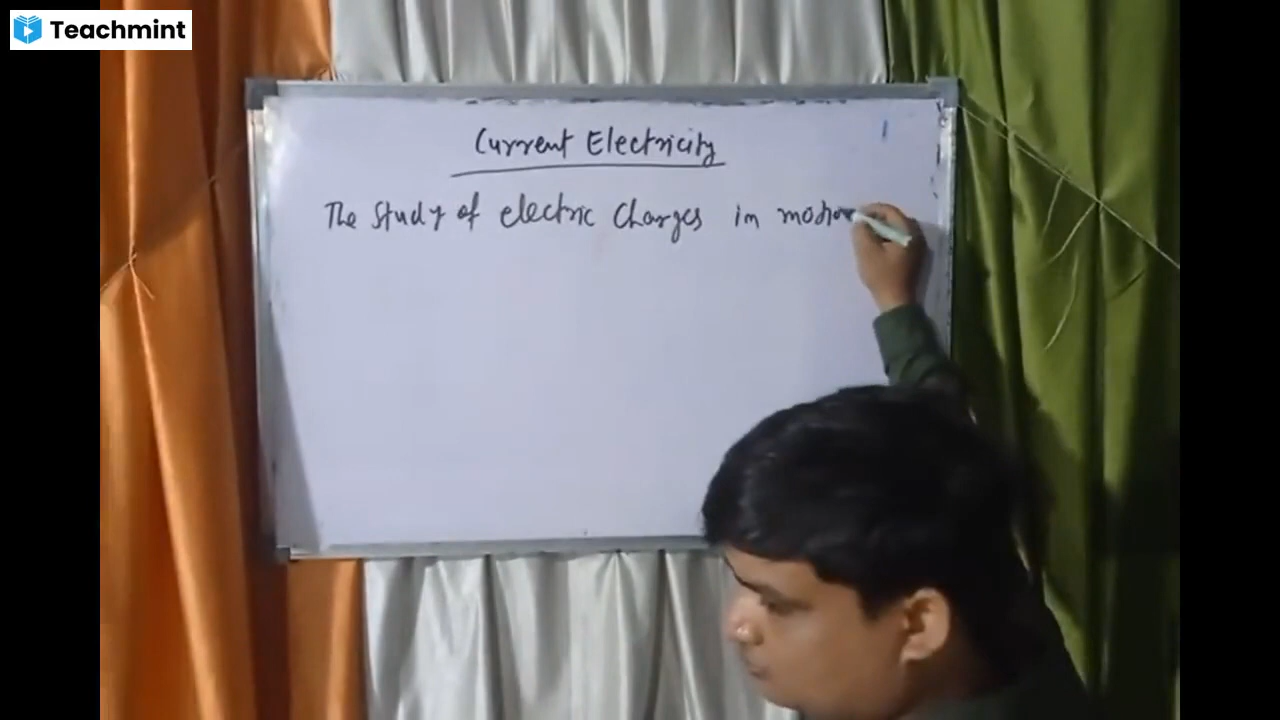 Teachmint
Current Electricity
The Study of electric Charges in motion